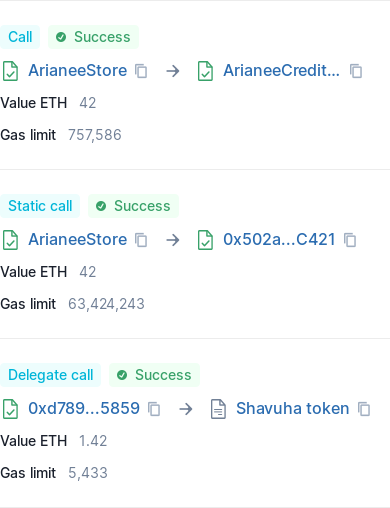 Call Success
ArianeeStore → ArianeeCredit...
Value ETH 42
Gas limit 757,586
Static call Success
ArianeeStore → 0x502a...C421
Value ETH 42
Gas limit 63,424,243
Delegate call Success
0xd789...5859 → Shavuha token
Value ETH 1.42
Gas limit 5,433